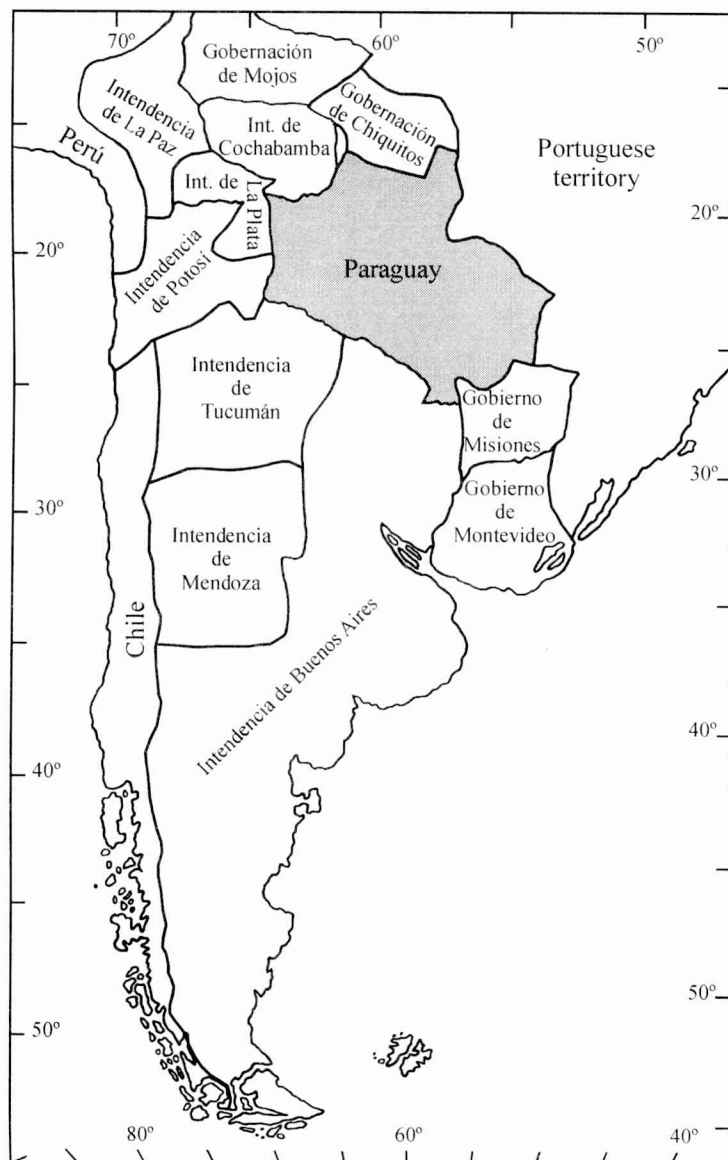 70º
60º
50º
Gobernación
de Mojos
Intendencia
de La Paz
Gobernación
de Chiquitos
Perú
Int. de
Cochabamba
Portuguese
territory
Int. de
La Plata
20º
20º
Intendencia
de Potosí
Paraguay
Intendencia
de
Tucumán
Gobierno
de
Misiones
30º
30º
Gobierno
de
Montevideo
Intendencia
de
Mendoza
Chile
Intendencia de Buenos Aires
40º
40º
50º
50º
80º
60º
40º